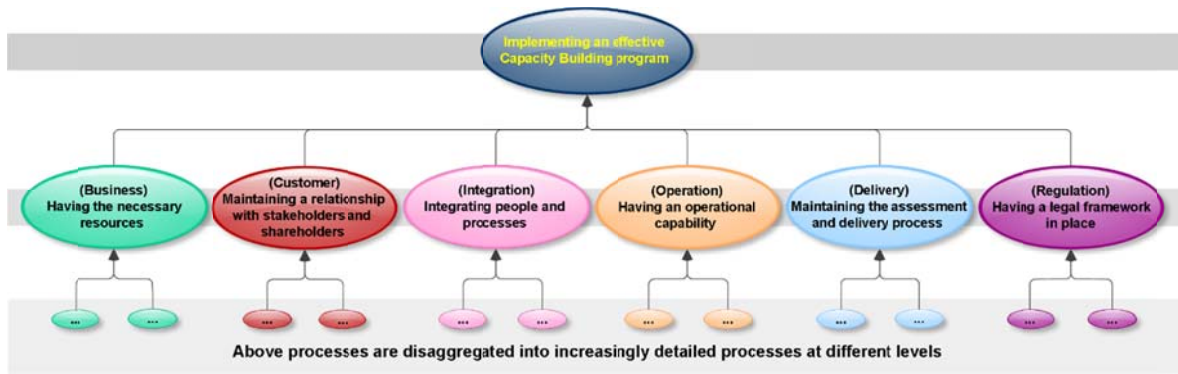 Implementing an effective
Capacity Building program
(Business)
Having the necessary
resources
(Customer)
Maintaining a relationship
with stakeholders and
shareholders
(Integration)
Integrating people and
processes
(Operation)
Having an operational
capability
(Delivery)
Maintaining the assessment
and delivery process
(Regulation)
Having a legal framework
in place
... ... ... ... ... ... ... ... ... ... ... ...
Above processes are disaggregated into increasingly detailed processes at different levels